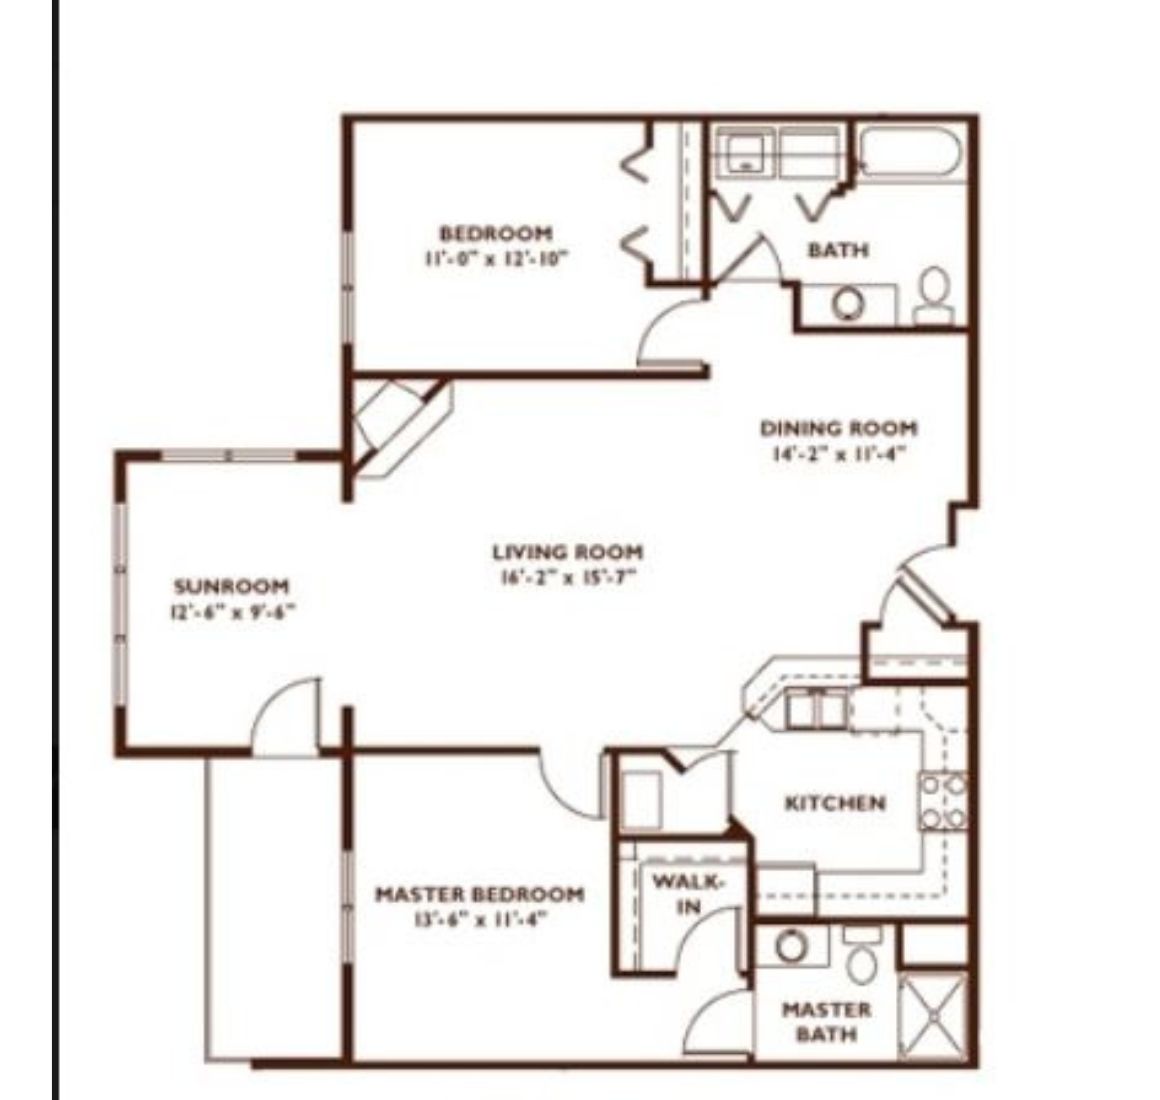 BEDROOM
11'-0" x 12'-10"
BATH
DINING ROOM
14'-2" x 11'-4"
LIVING ROOM
16'-2" x 15'-7"
SUNROOM
12'-6" x 9'-6"
KITCHEN
MASTER BEDROOM
13'-6" x 11'-4"
WALK-
IN
MASTER
BATH